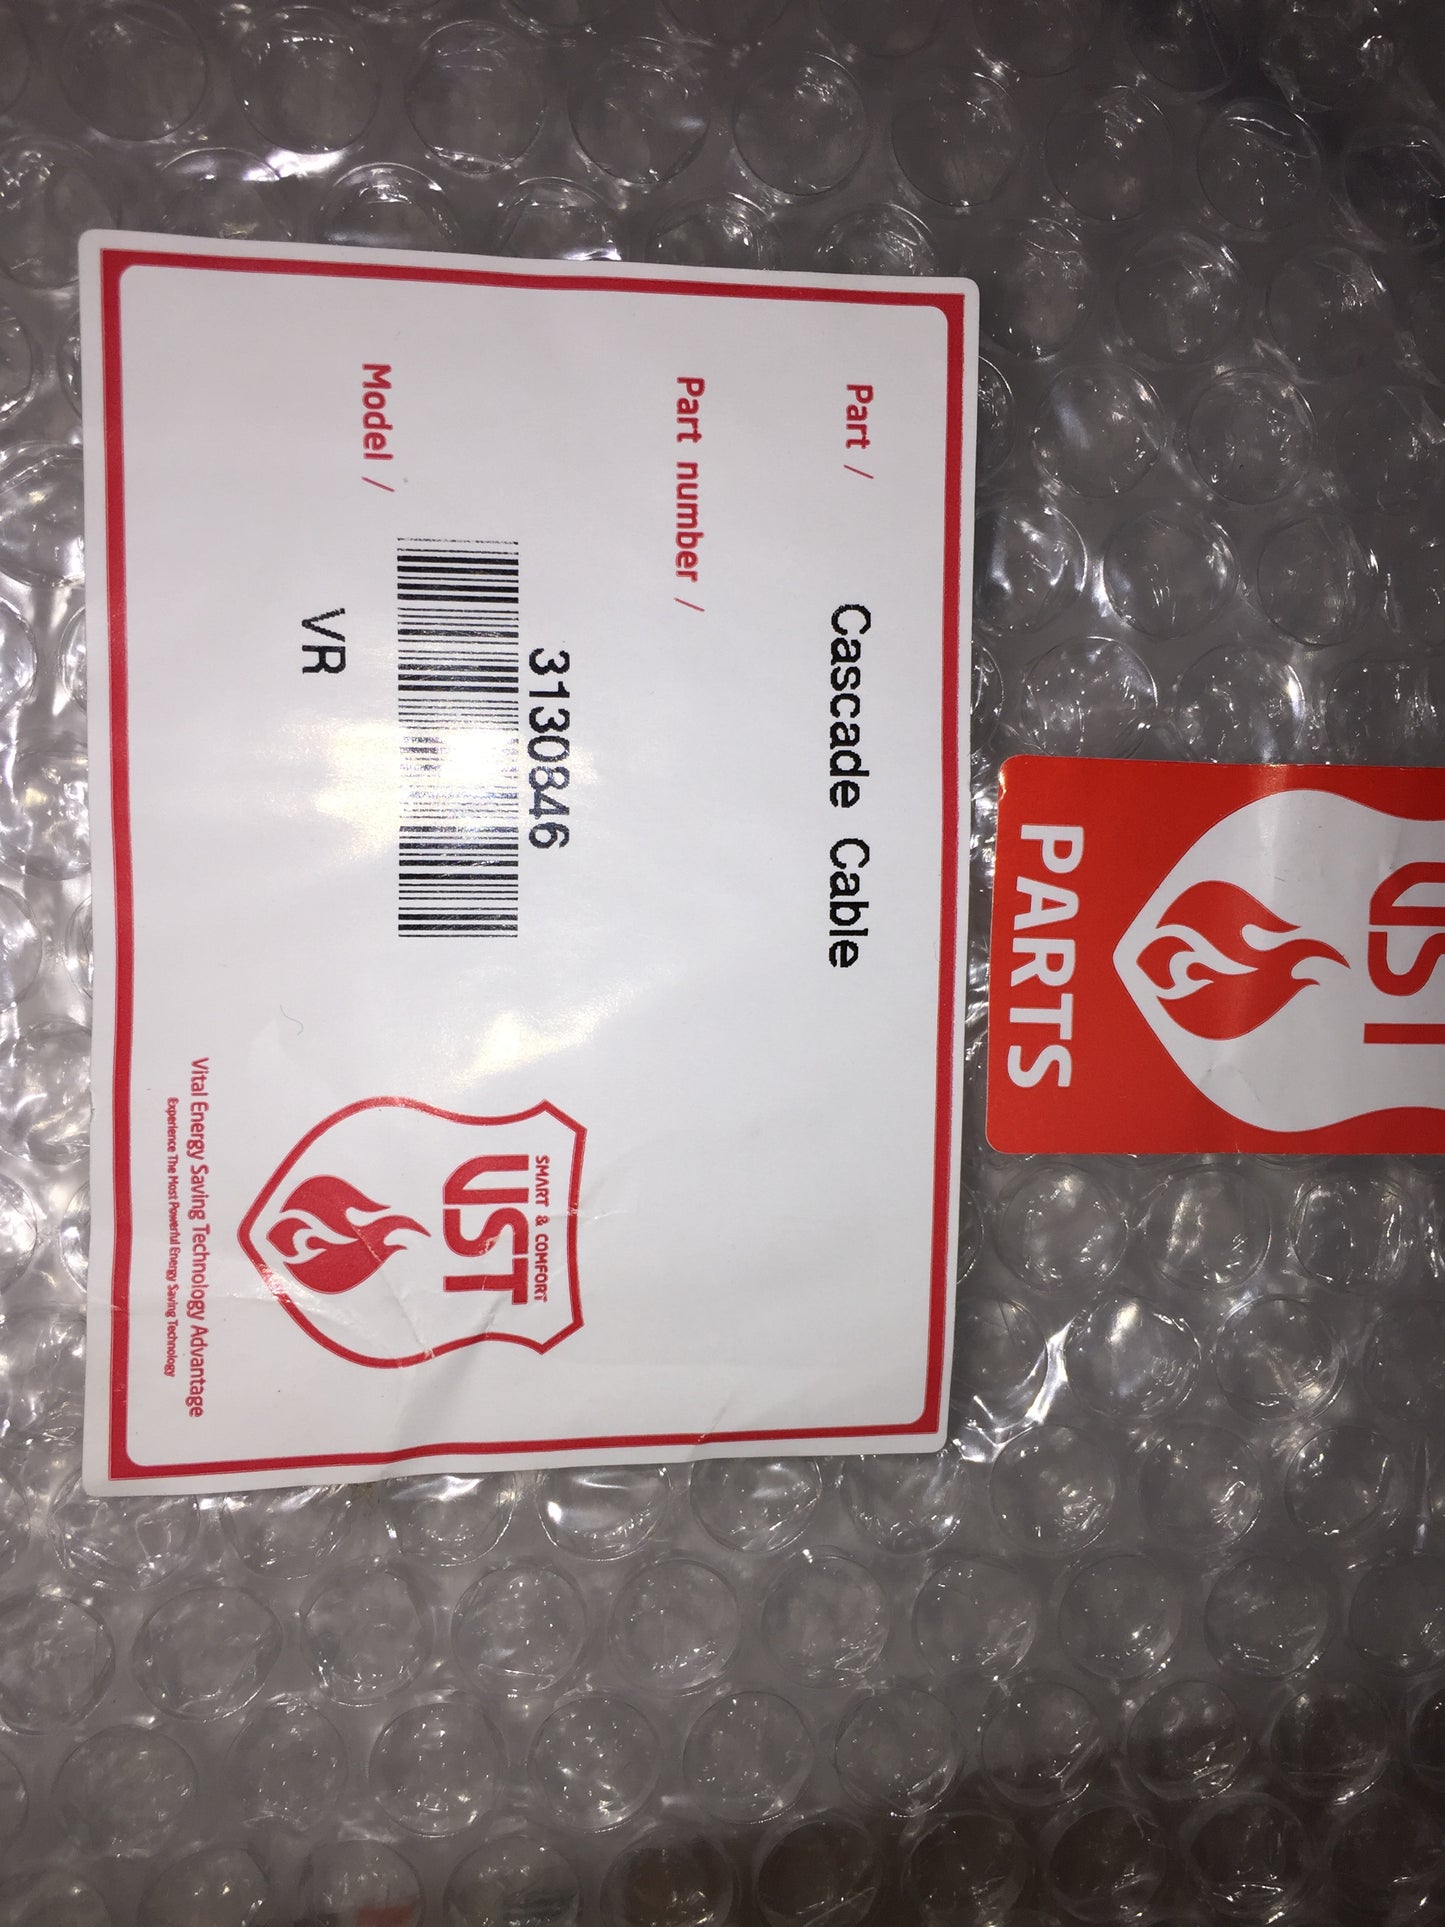 Part / Cascade Cable
Part number /
3130846
Model /
VR
SMART & COMFORT
UST
Vital Energy Saving Technology Advantage
Experience The Most Powerful Energy Saving Technology
UST
PARTS